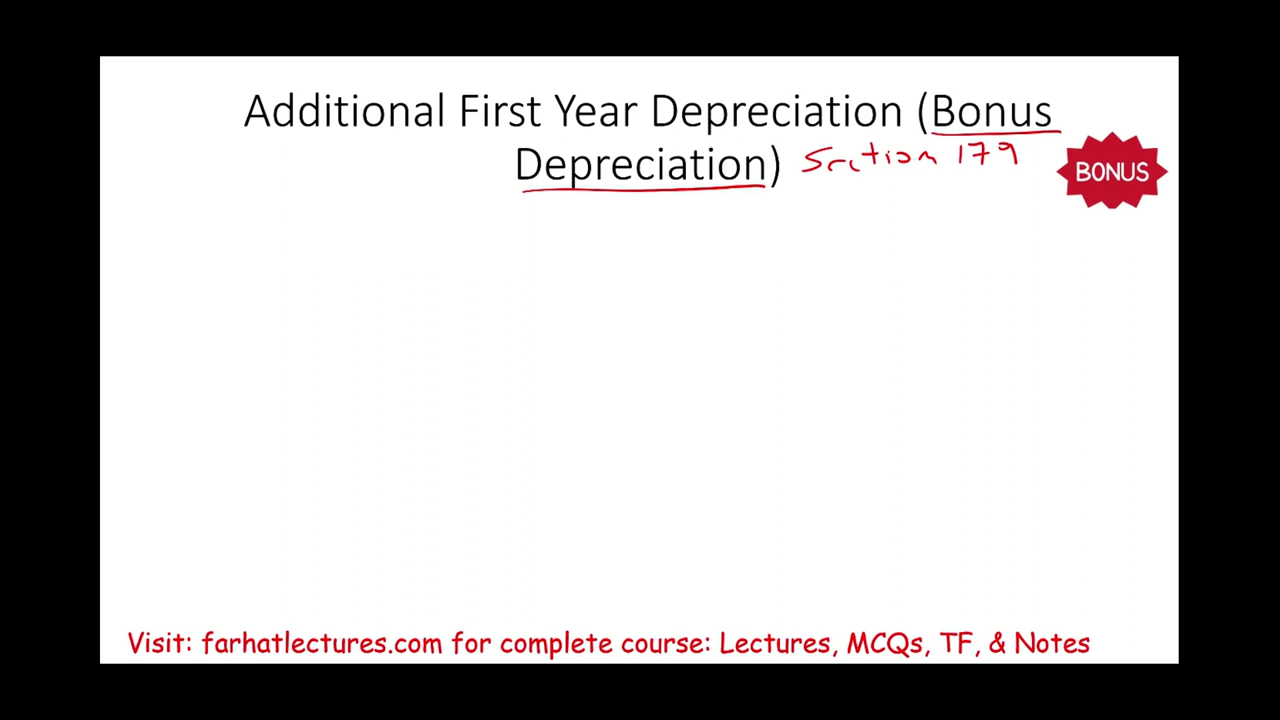 Additional First Year Depreciation (Bonus
Depreciation) Section 179
BONUS
Visit: farhatlectures.com for complete course: Lectures, MCQs, TF, & Notes